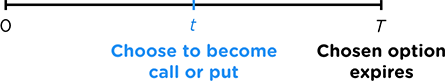 0 t T
Choose to become Chosen option
call or put expires